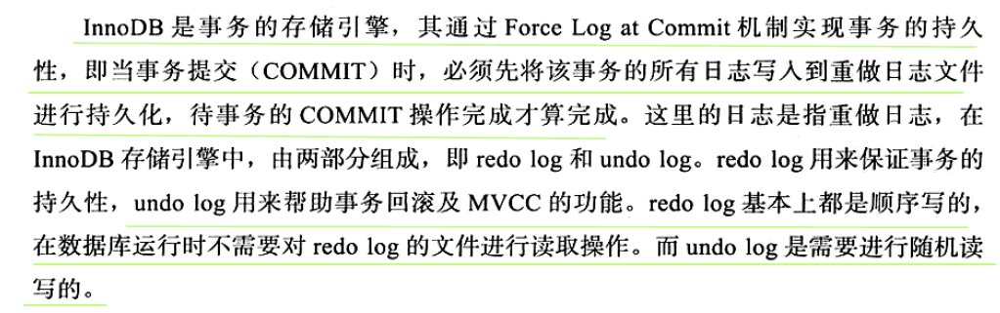 InnoDB 是事务的存储引擎，其通过 Force Log at Commit 机制实现事务的持久
性，即当事务提交（COMMIT）时，必须先将该事务的所有日志写入到重做日志文件
进行持久化，待事务的 COMMIT 操作完成才算完成。这里的日志是指重做日志，在
InnoDB 存储引擎中，由两部分组成，即 redo log 和 undo log。redo log 用来保证事务的
持久性，undo log 用来帮助事务回滚及 MVCC 的功能。redo log 基本上都是顺序写的，
在数据库运行时不需要对 redo log 的文件进行读取操作。而 undo log 是需要进行随机读
写的。